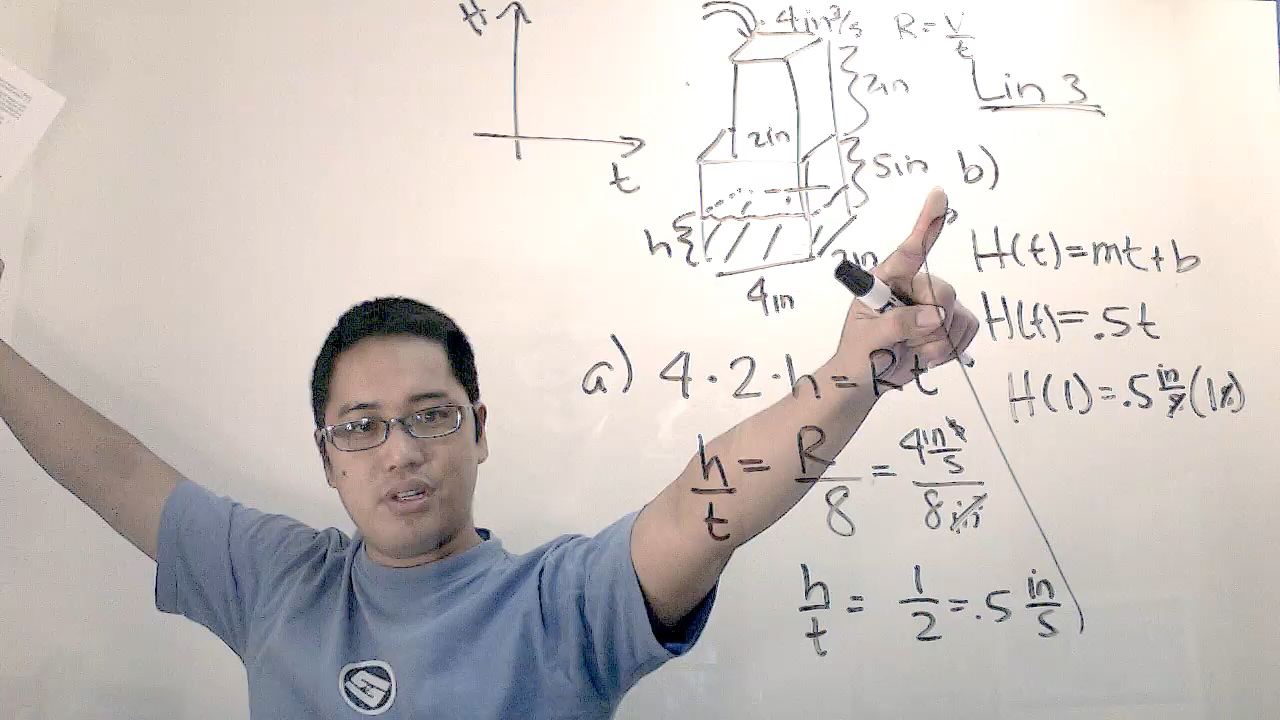 H
t
4in³/s
R = V/t
Lin 3
2in
2in
5in
h
2in
4in
b)
H(t)=mt+b
H(t)= .5t
H(1)=.5 in/s (1s)
a) 4·2·h=Rt
h/t = R/8 = 4in³/s / 8in²
h/t = 1/2 = .5 in/s